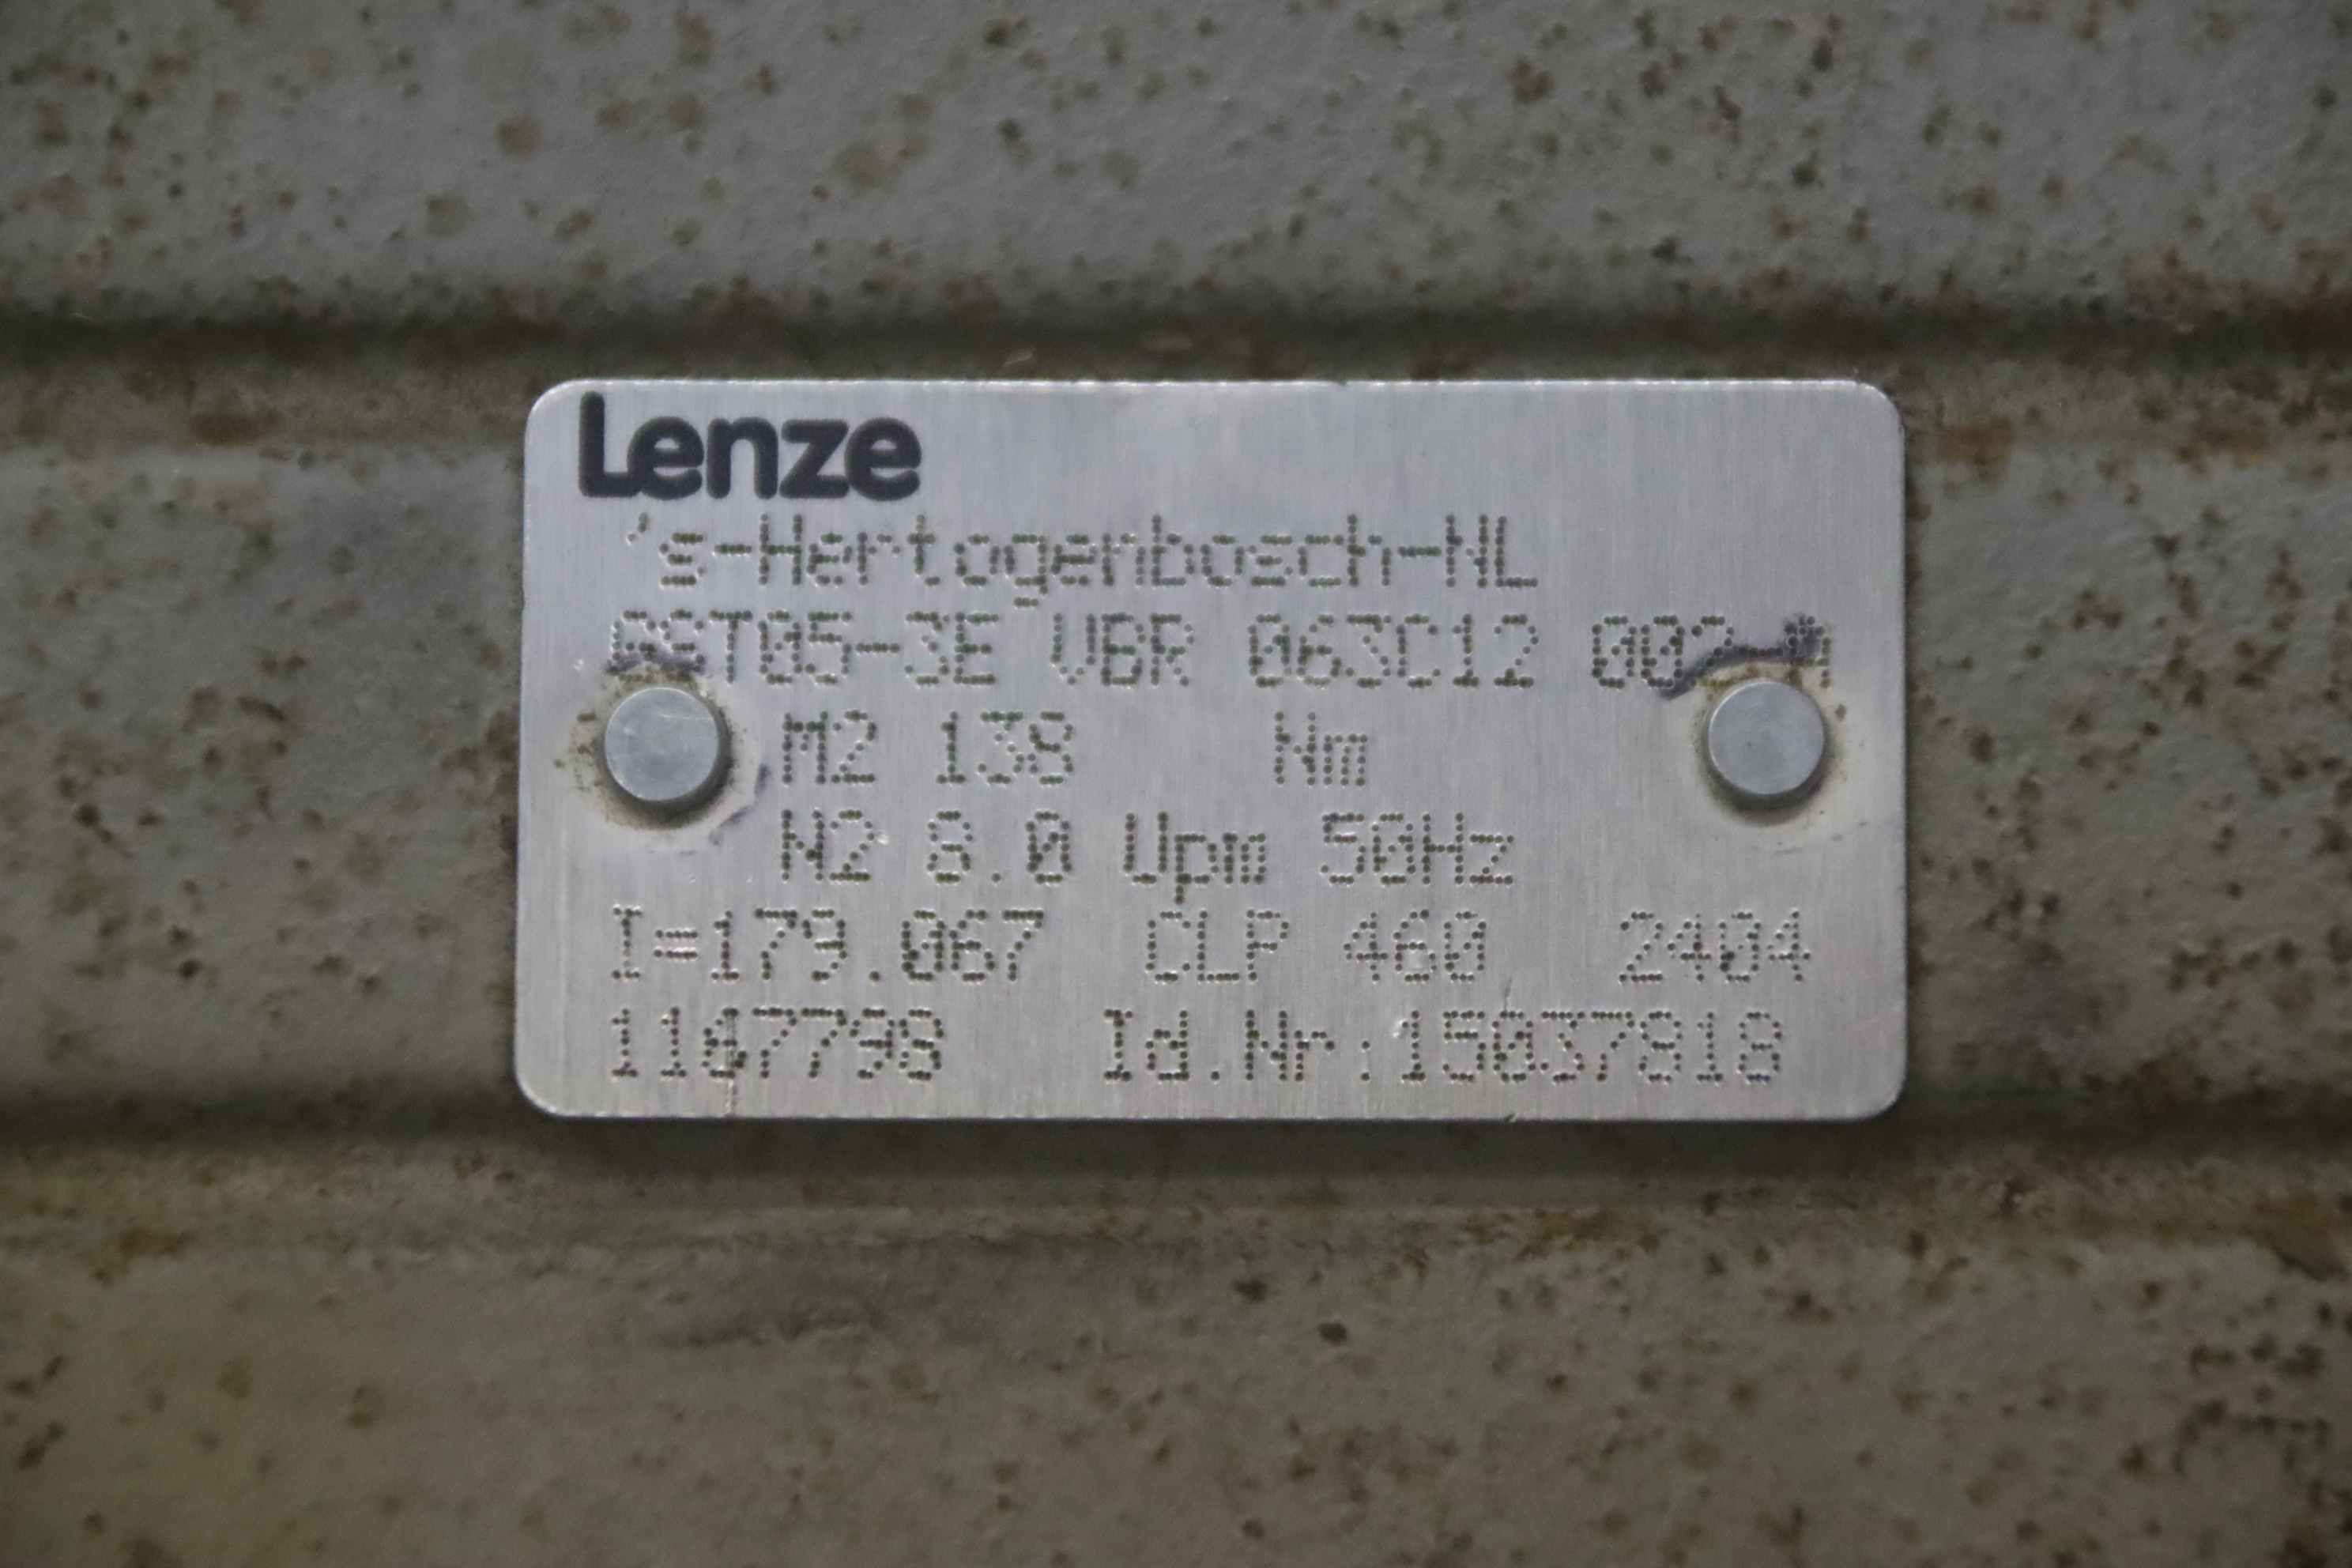 Lenze
's-Hertogenbosch-NL
GST05-3E VBR 063C12
M2 138 Nm
N2 8.0 Upm 50Hz
I=179.067 CLP 460 2404
1167798 Id.Nr:15037818